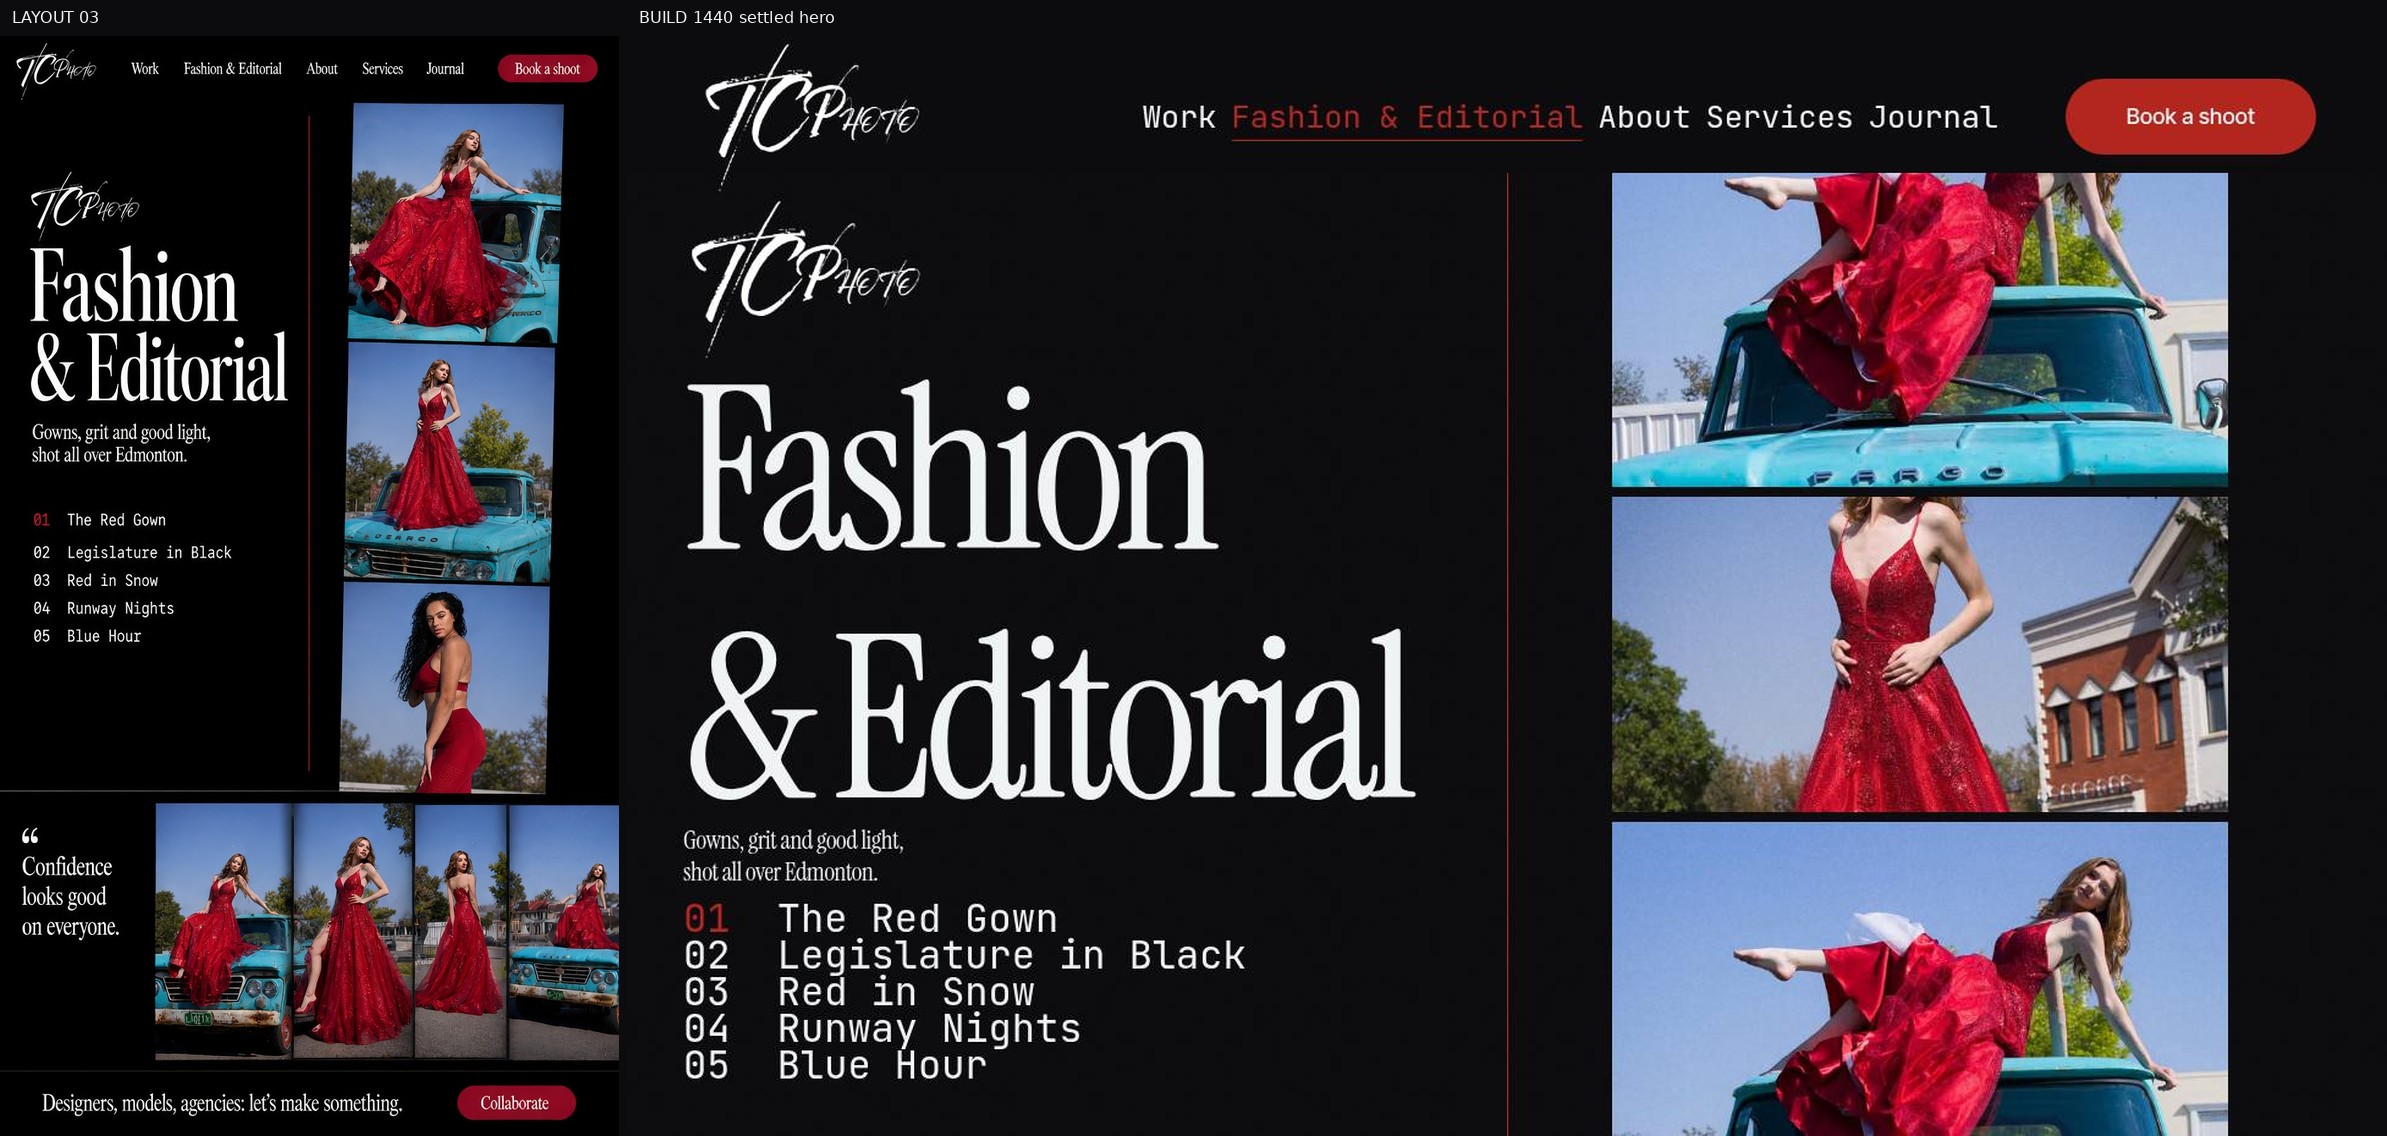 LAYOUT 03
TCPHOTO
Work Fashion & Editorial About Services Journal Book a shoot
TCPHOTO
Fashion
& Editorial
Gowns, grit and good light,
shot all over Edmonton.
01 The Red Gown
02 Legislature in Black
03 Red in Snow
04 Runway Nights
05 Blue Hour
“
Confidence
looks good
on everyone.
Designers, models, agencies: let’s make something. Collaborate
BUILD 1440 settled hero
TCPHOTO
Work Fashion & Editorial About Services Journal Book a shoot
TCPHOTO
Fashion
& Editorial
Gowns, grit and good light,
shot all over Edmonton.
01 The Red Gown
02 Legislature in Black
03 Red in Snow
04 Runway Nights
05 Blue Hour
FARGO